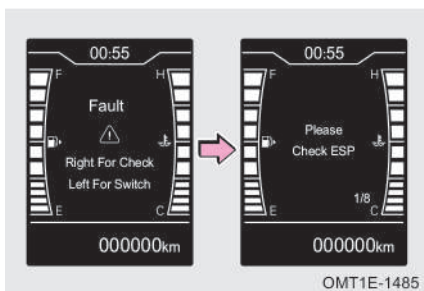 00:55
F H
Fault
Right For Check
Left For Switch
E C
000000km
00:55
F H
Please
Check ESP
1/8
E C
000000km
OMT1E-1485